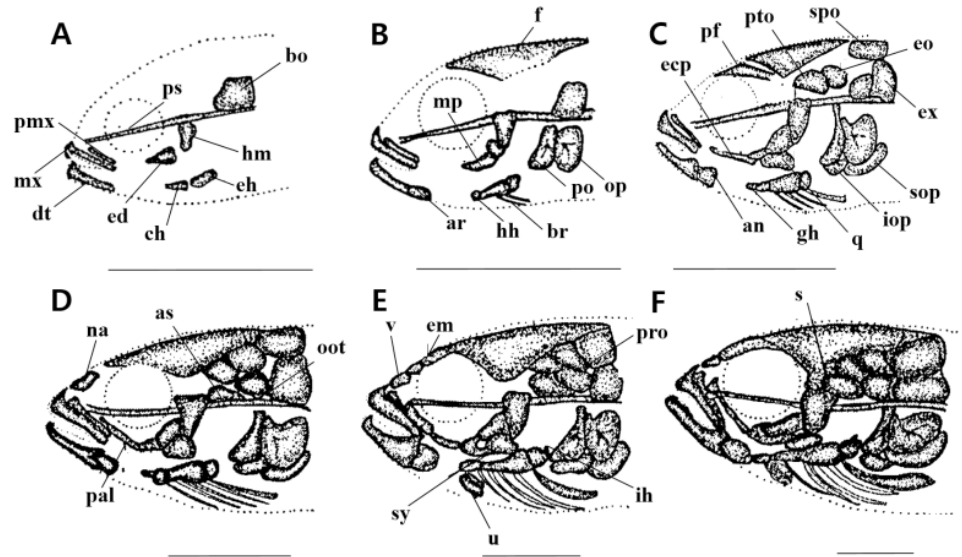 A
bo
ps
pmx
mx
dt
ed
ch
eh
hm
B
f
mp
ar
hh
br
po
op
C
pf
pto
spo
eo
ecp
ex
an
gh
q
iop
sop
D
na
as
oot
pal
E
v
em
pro
sy
u
ih
F
s